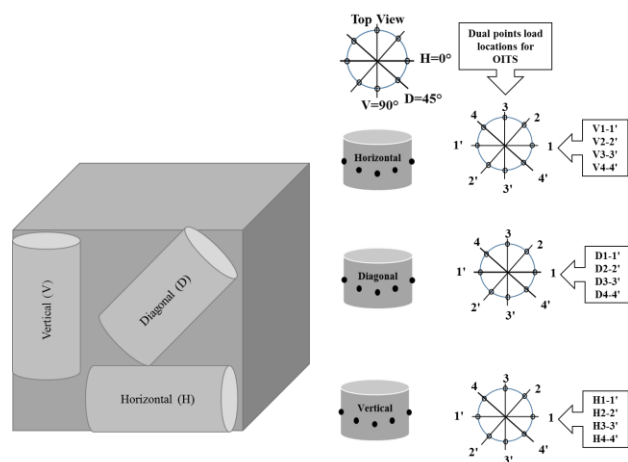 Top View
H=0°
D=45°
V=90°
Dual points load
locations for
OITS
Horizontal
4
3
2
1'
1
2'
3'
4'
V1-1'
V2-2'
V3-3'
V4-4'
Diagonal
4
3
2
1'
1
2'
3'
4'
D1-1'
D2-2'
D3-3'
D4-4'
Vertical
4
3
2
1'
1
2'
3'
4'
H1-1'
H2-2'
H3-3'
H4-4'
Vertical (V)
Diagonal (D)
Horizontal (H)